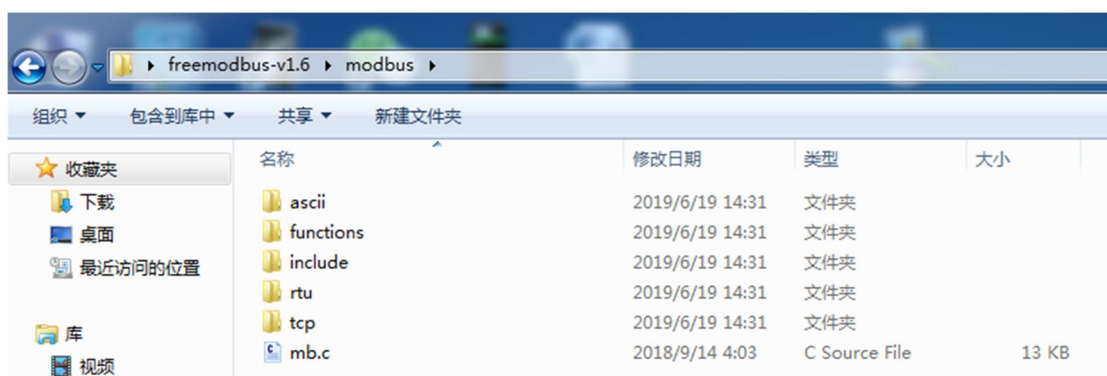 freemodbus-v1.6 modbus
组织 包含到库中 共享 新建文件夹
名称 修改日期 类型 大小
收藏夹
下载
桌面
最近访问的位置
库
视频
ascii 2019/6/19 14:31 文件夹
functions 2019/6/19 14:31 文件夹
include 2019/6/19 14:31 文件夹
rtu 2019/6/19 14:31 文件夹
tcp 2019/6/19 14:31 文件夹
mb.c 2018/9/14 4:03 C Source File 13 KB